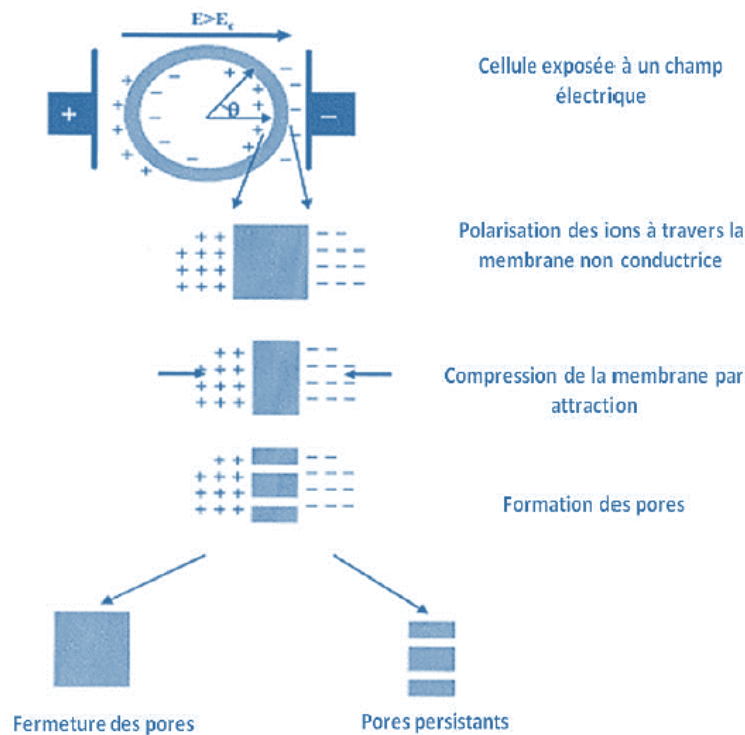 E>Ec
Cellule exposée à un champ
électrique
+
−
θ
Polarisation des ions à travers la
membrane non conductrice
Compression de la membrane par
attraction
Formation des pores
Fermeture des pores
Pores persistants